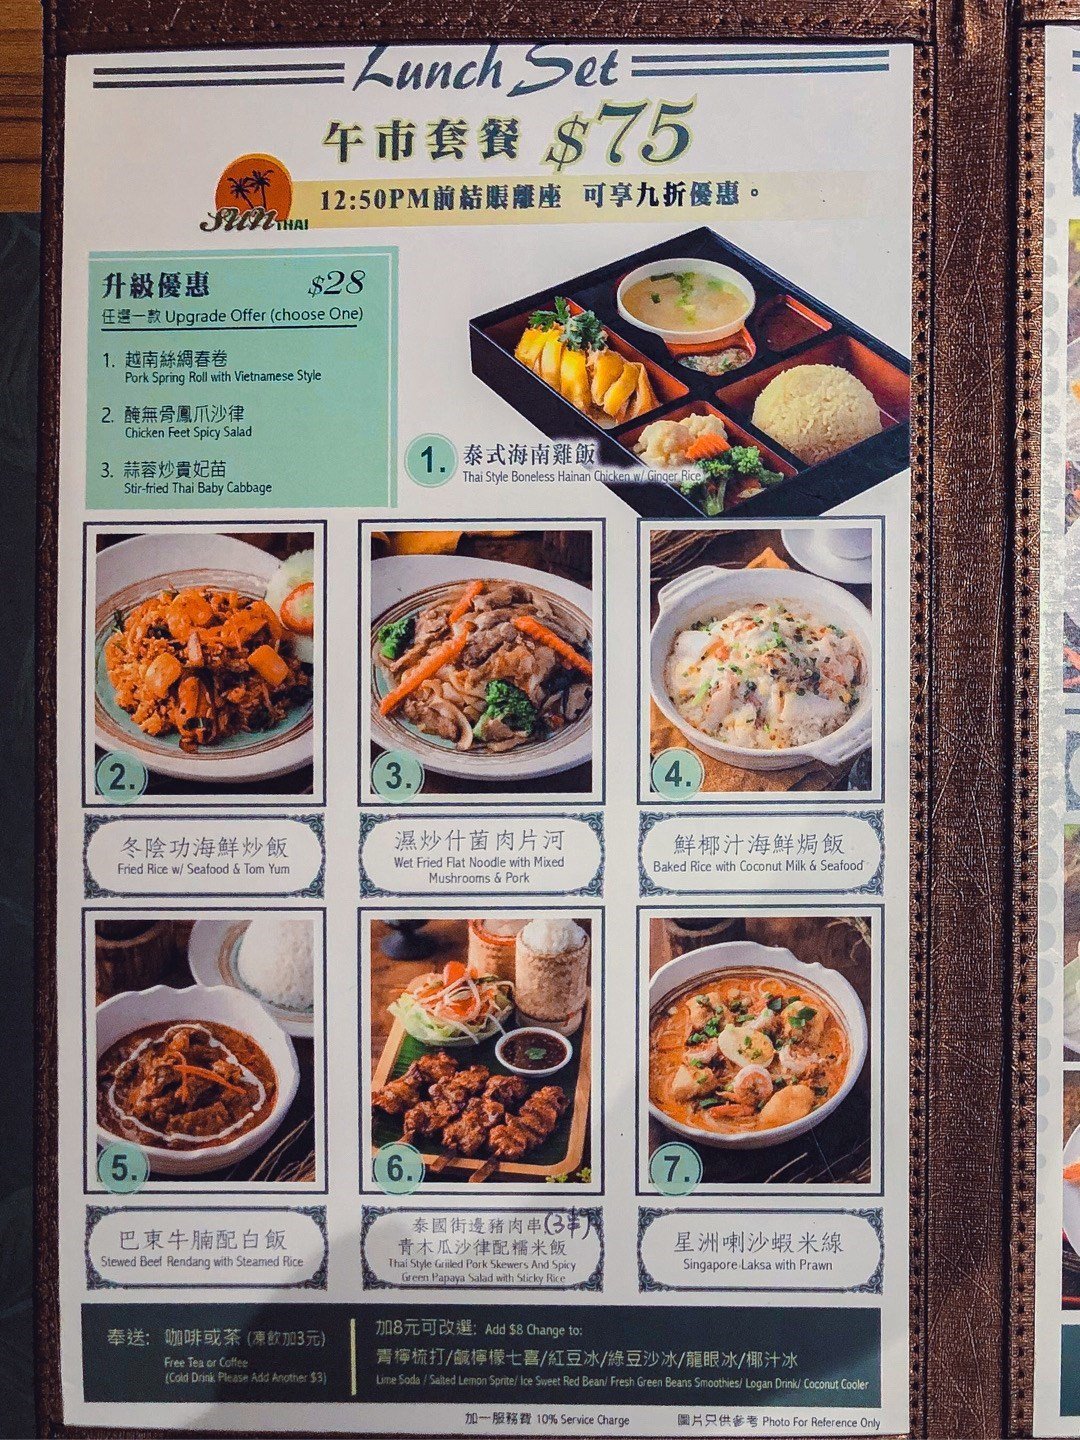 Lunch Set
午市套餐 $75
SUN THAI
12:50PM前結賬離座 可享九折優惠。
升級優惠 $28
任選一款 Upgrade Offer (choose One)
1. 越南絲綢春卷
Pork Spring Roll with Vietnamese Style
2. 醃無骨鳳爪沙律
Chicken Feet Spicy Salad
3. 蒜蓉炒貴妃苗
Stir-fried Thai Baby Cabbage
1. 泰式海南雞飯
Thai Style Boneless Hainan Chicken w/ Ginger Rice
2.
冬陰功海鮮炒飯
Fried Rice w/ Seafood & Tom Yum
3.
濕炒什菌肉片河
Wet Fried Flat Noodle with Mixed
Mushrooms & Pork
4.
鮮椰汁海鮮焗飯
Baked Rice with Coconut Milk & Seafood
5.
巴東牛腩配白飯
Stewed Beef Rendang with Steamed Rice
6.
泰國街邊豬肉串(3串)
青木瓜沙律配糯米飯
Thai Style Griiled Pork Skewers And Spicy
Green Papaya Salad with Sticky Rice
7.
星洲喇沙蝦米線
Singapore Laksa with Prawn
奉送: 咖啡或茶 (凍飲加3元)
Free Tea or Coffee
(Cold Drink Please Add Another $3)
加8元可改選: Add $8 Change to:
青檸梳打/鹹檸檬七喜/紅豆冰/綠豆沙冰/龍眼冰/椰汁冰
Lime Soda / Salted Lemon Sprite/ Ice Sweet Red Bean/ Fresh Green Beans Smoothies/ Logan Drink/ Coconut Cooler
加一服務費 10% Service Charge
圖片只供參考 Photo For Reference Only